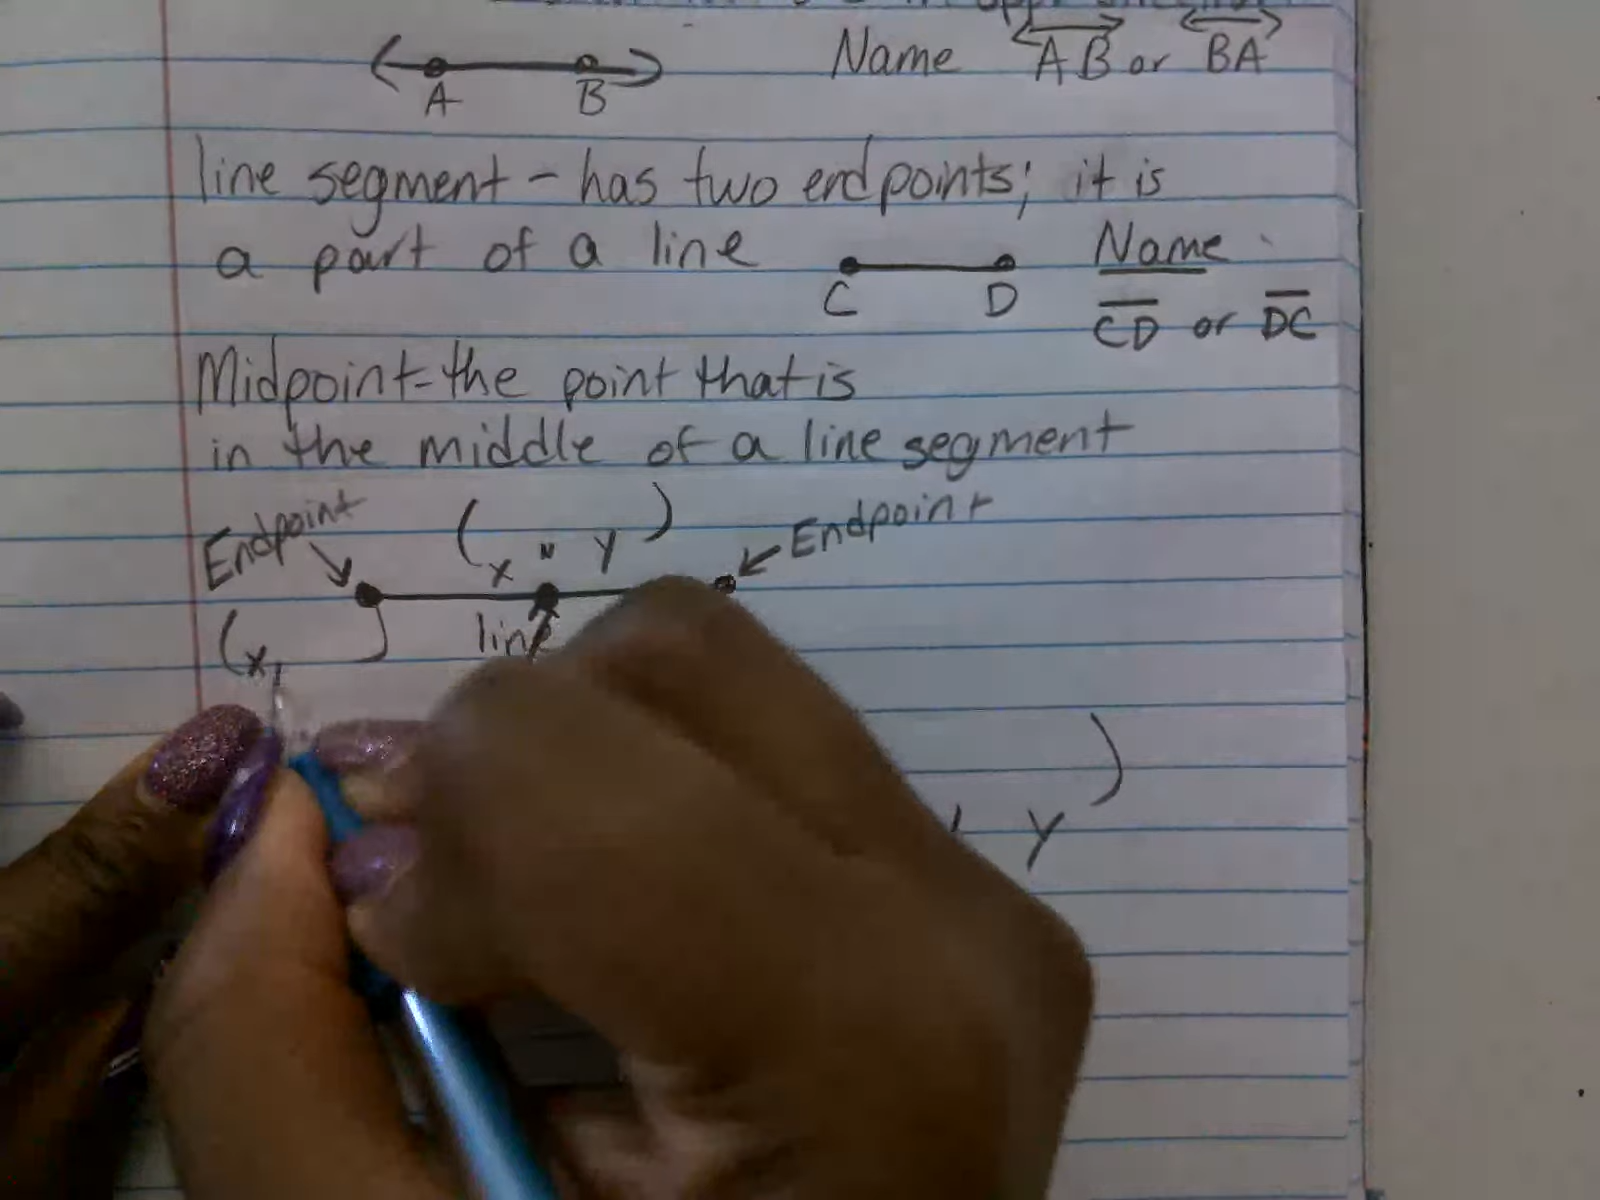 Name AB or BA
A B
line segment - has two endpoints; it is
a part of a line
Name
C D
CD or DC
Midpoint - the point that is
in the middle of a line segment
Endpoint
( x , y )
Endpoint
(x, )
line
y )